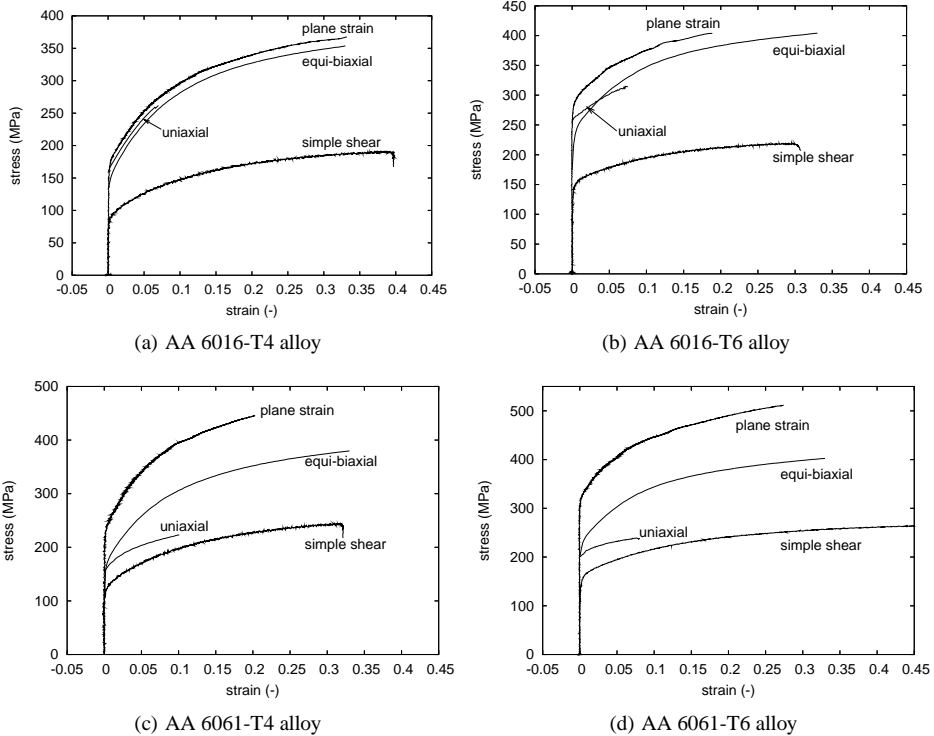 400
350
300
250
200
150
100
50
0
stress (MPa)
plane strain
equi-biaxial
uniaxial
simple shear
-0.05 0 0.05 0.1 0.15 0.2 0.25 0.3 0.35 0.4 0.45
strain (-)
(a) AA 6016-T4 alloy
450
400
350
300
250
200
150
100
50
0
stress (MPa)
plane strain
equi-biaxial
uniaxial
simple shear
-0.05 0 0.05 0.1 0.15 0.2 0.25 0.3 0.35 0.4 0.45
strain (-)
(b) AA 6016-T6 alloy
500
400
300
200
100
0
stress (MPa)
plane strain
equi-biaxial
uniaxial
simple shear
-0.05 0 0.05 0.1 0.15 0.2 0.25 0.3 0.35 0.4 0.45
strain (-)
(c) AA 6061-T4 alloy
500
400
300
200
100
0
stress (MPa)
plane strain
equi-biaxial
uniaxial
simple shear
-0.05 0 0.05 0.1 0.15 0.2 0.25 0.3 0.35 0.4 0.45
strain (-)
(d) AA 6061-T6 alloy